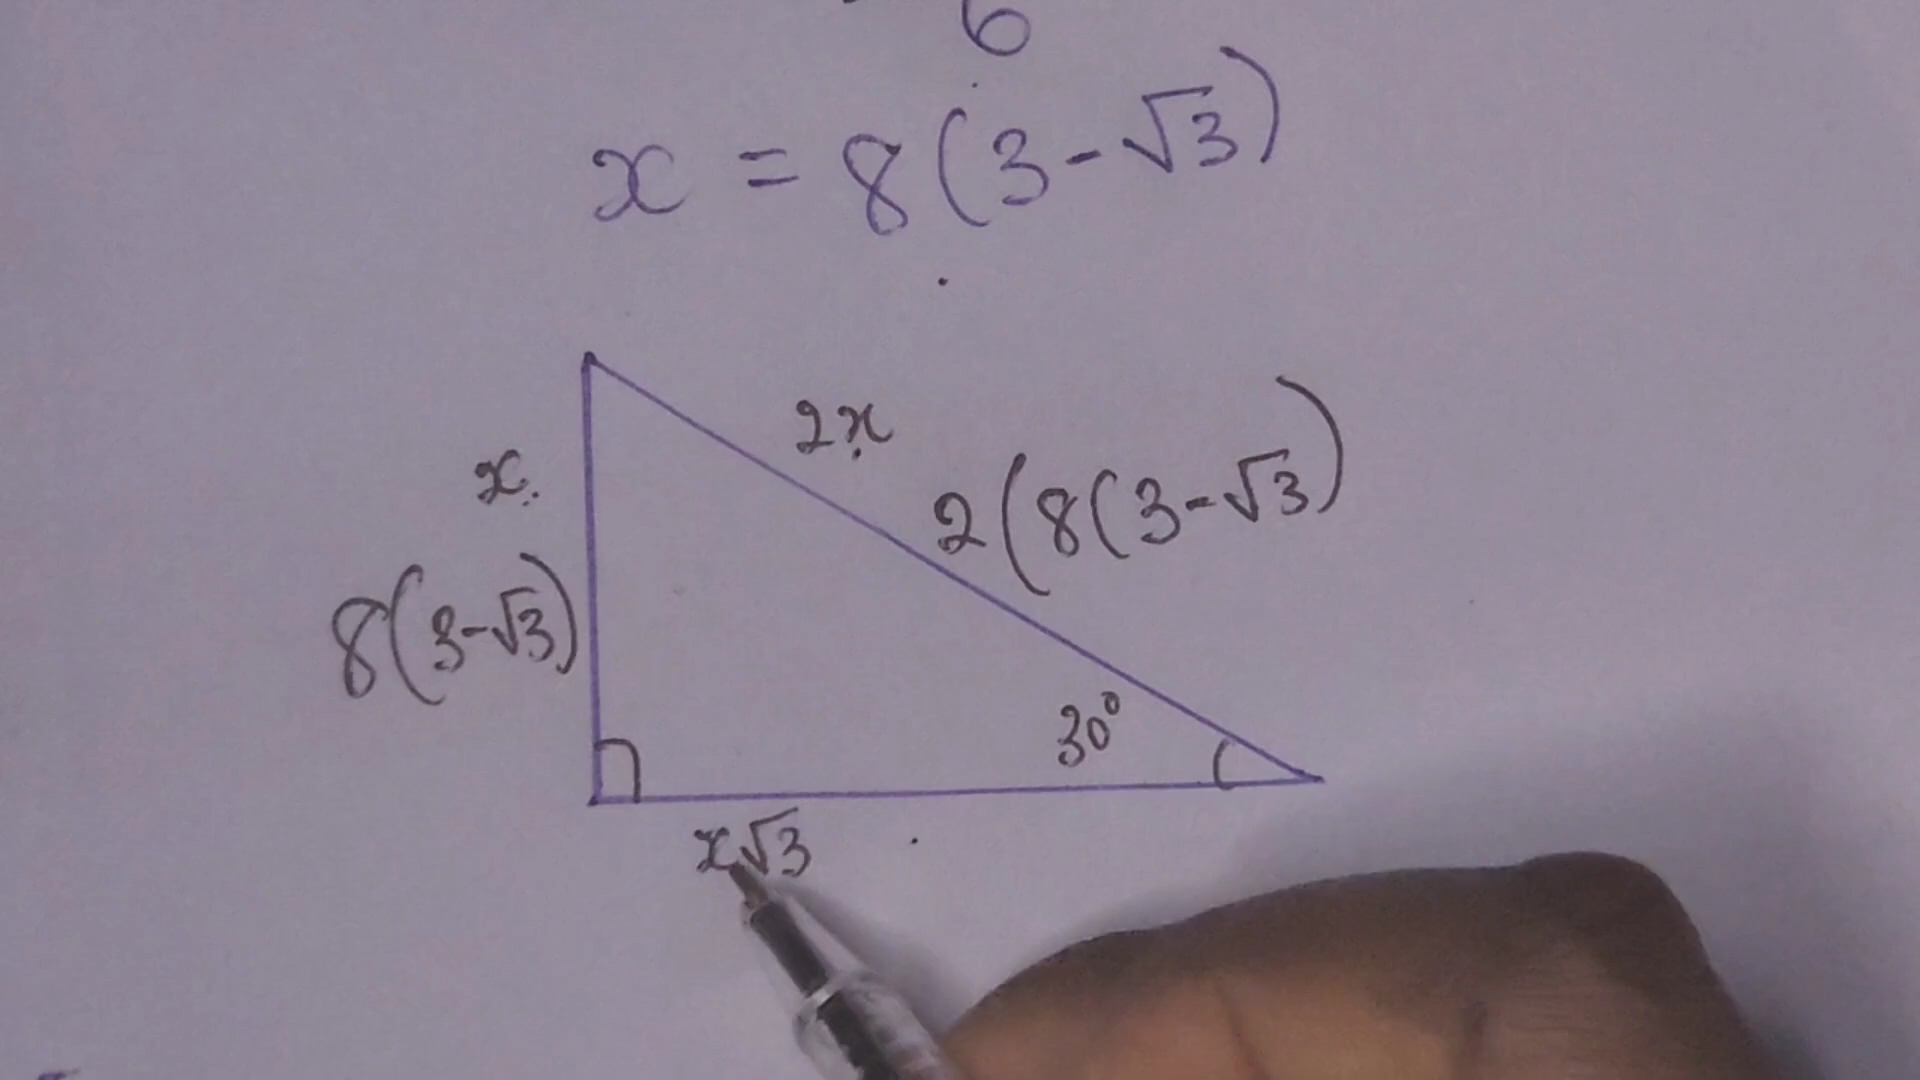 6
x = 8(3-√3)
2x
x
2(8(3-√3)
8(3-√3)
30°
x√3